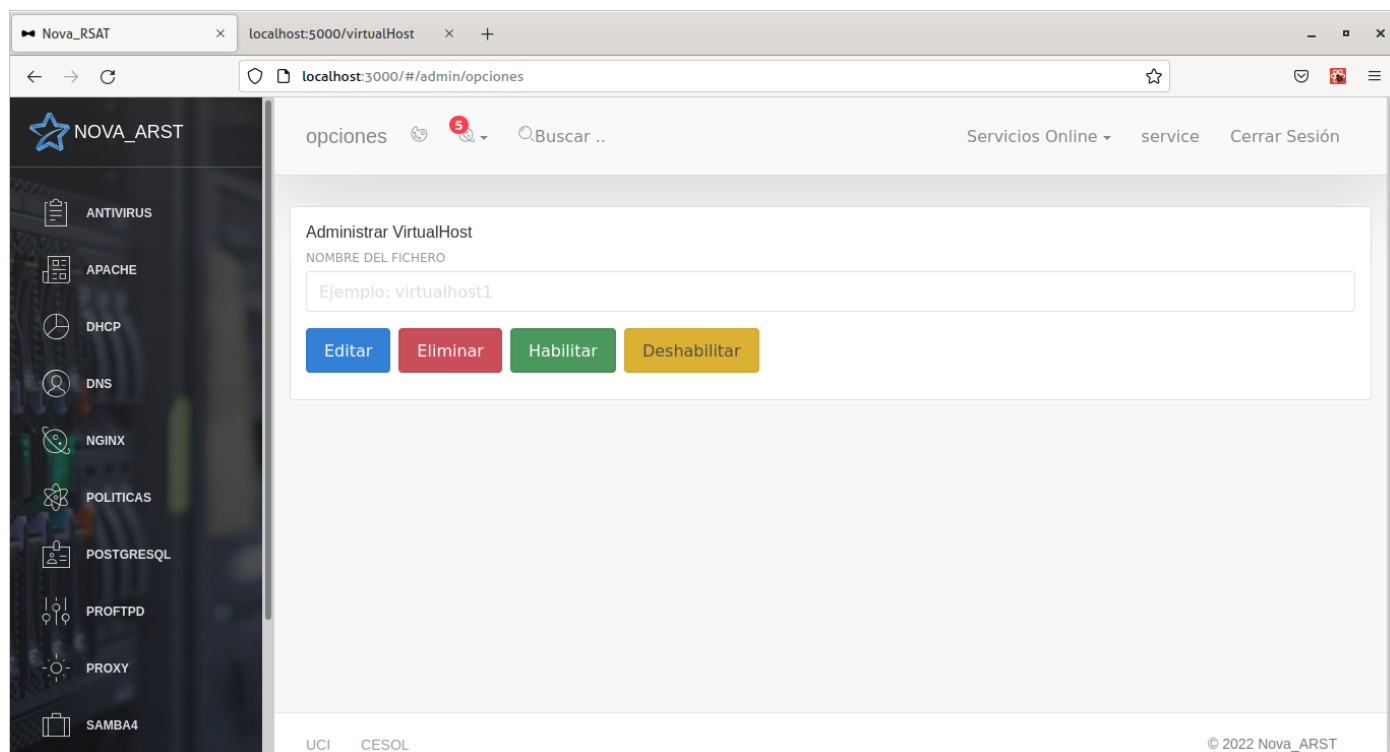 Nova_RSAT
localhost:5000/virtualHost
localhost:3000/#/admin/opciones
NOVA_ARST
opciones
5
Buscar ..
Servicios Online
service
Cerrar Sesión
ANTIVIRUS
APACHE
DHCP
DNS
NGINX
POLITICAS
POSTGRESQL
PROFTPD
PROXY
SAMBA4
Administrar VirtualHost
NOMBRE DEL FICHERO
Ejemplo: virtualhost1
Editar
Eliminar
Habilitar
Deshabilitar
UCI
CESOL
© 2022 Nova_ARST